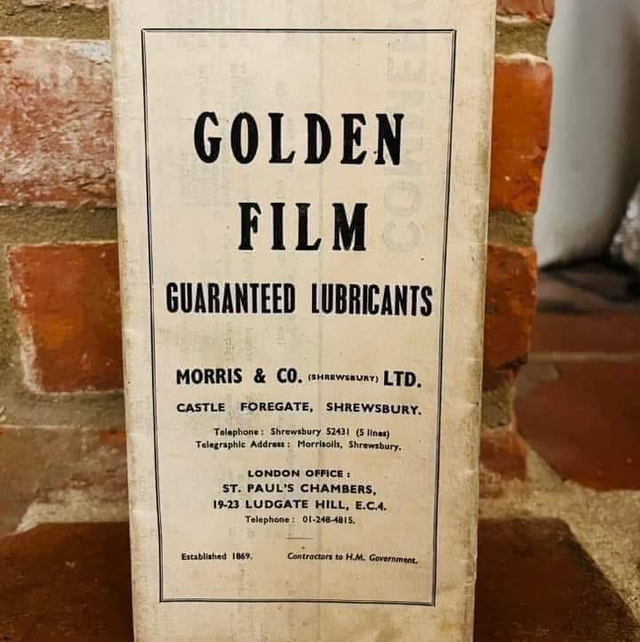 GOLDEN
FILM
GUARANTEED LUBRICANTS
MORRIS & CO. (SHREWSBURY) LTD.
CASTLE FOREGATE, SHREWSBURY.
Telephone: Shrewsbury 52431 (5 lines)
Telegraphic Address: Morrisoils, Shrewsbury.
LONDON OFFICE:
ST. PAUL'S CHAMBERS,
19-23 LUDGATE HILL, E.C.4.
Telephone: 01-248-4815.
Established 1869. Contractors to H.M. Government.